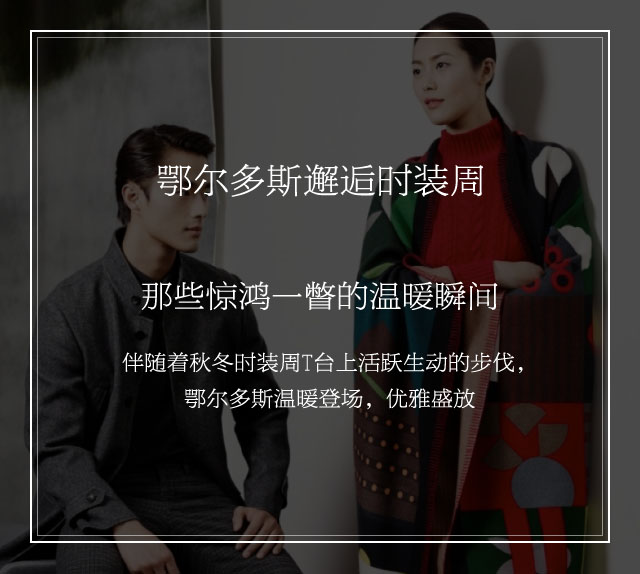 鄂尔多斯邂逅时装周
那些惊鸿一瞥的温暖瞬间
伴随着秋冬时装周T台上活跃生动的步伐，
鄂尔多斯温暖登场，优雅盛放